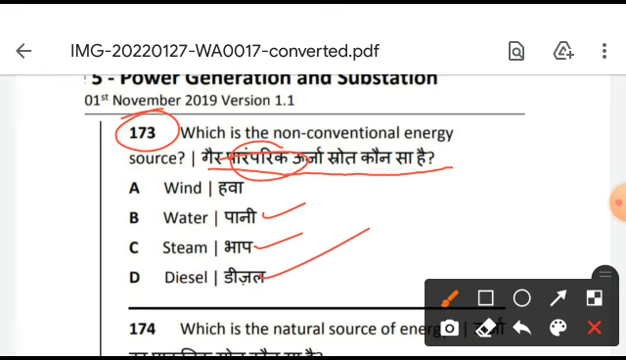 IMG-20220127-WA0017-converted.pdf
5 - Power Generation and Substation
01st November 2019 Version 1.1
173 Which is the non-conventional energy
source? | गैर पारंपरिक ऊर्जा स्रोत कौन सा है?
A Wind | हवा
B Water | पानी
C Steam | भाप
D Diesel | डीज़ल
174 Which is the natural source of energy | ऊर्जा
का प्राकृतिक स्रोत कौन सा है?